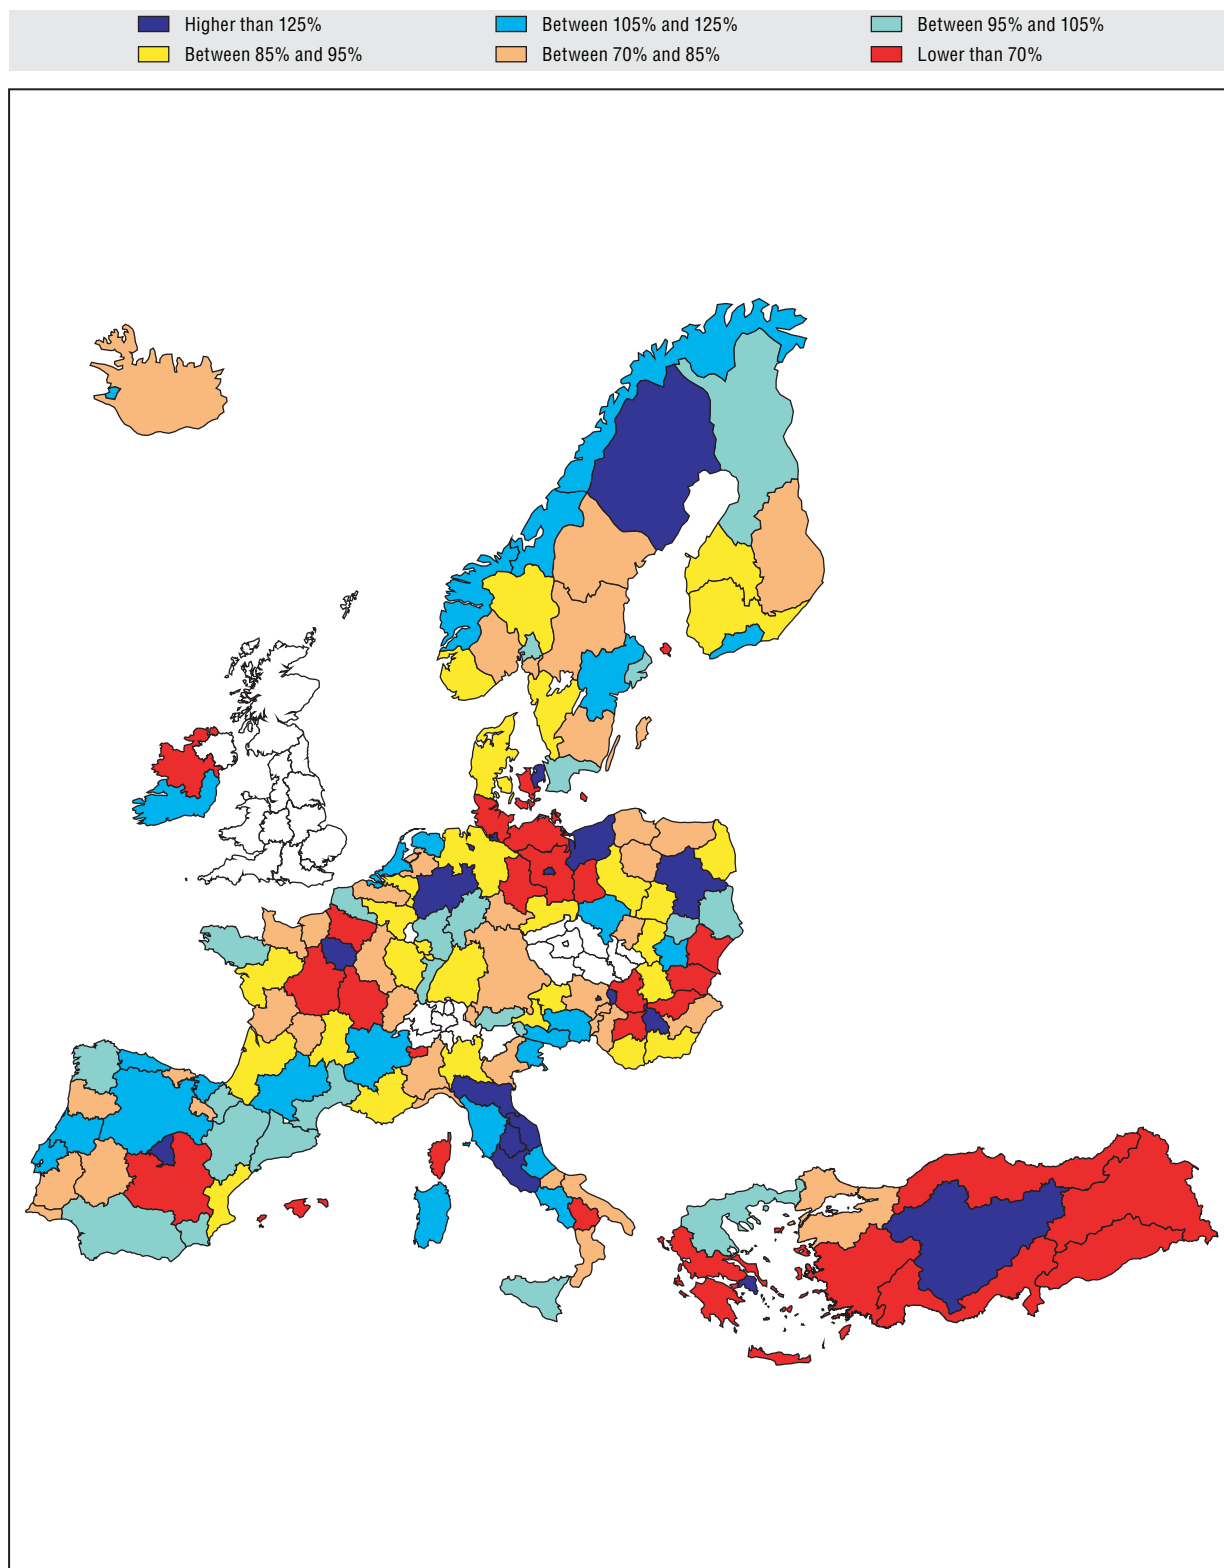 Higher than 125% Between 105% and 125% Between 95% and 105%
Between 85% and 95% Between 70% and 85% Lower than 70%